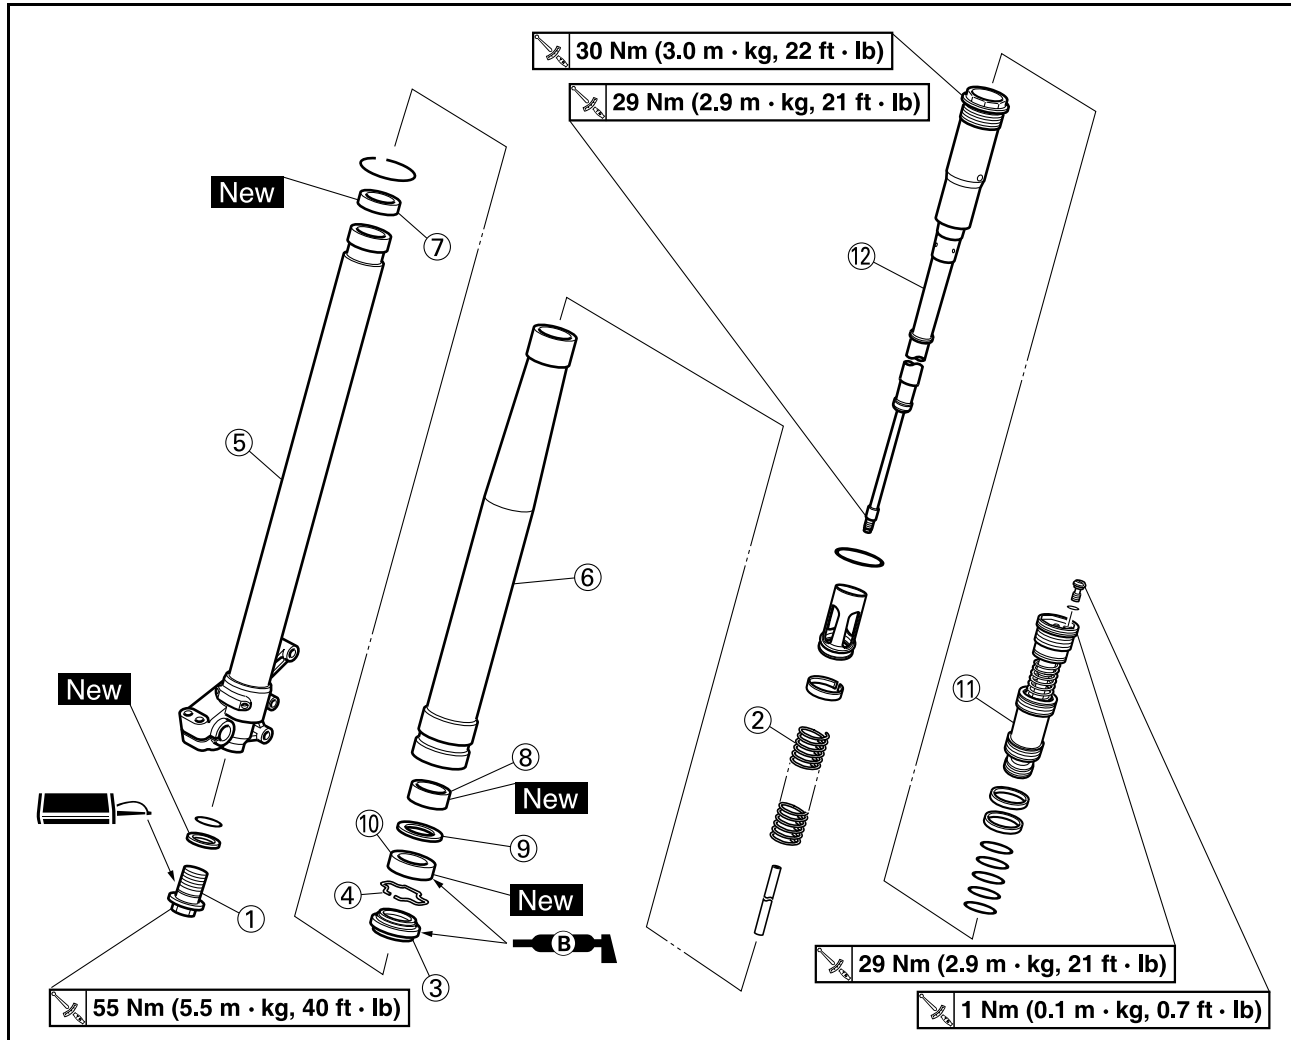 30 Nm (3.0 m · kg, 22 ft · lb)
29 Nm (2.9 m · kg, 21 ft · lb)
New
7
12
5
6
New
2
11
8
New
10
9
4
New
1
B
3
29 Nm (2.9 m · kg, 21 ft · lb)
55 Nm (5.5 m · kg, 40 ft · lb)
1 Nm (0.1 m · kg, 0.7 ft · lb)